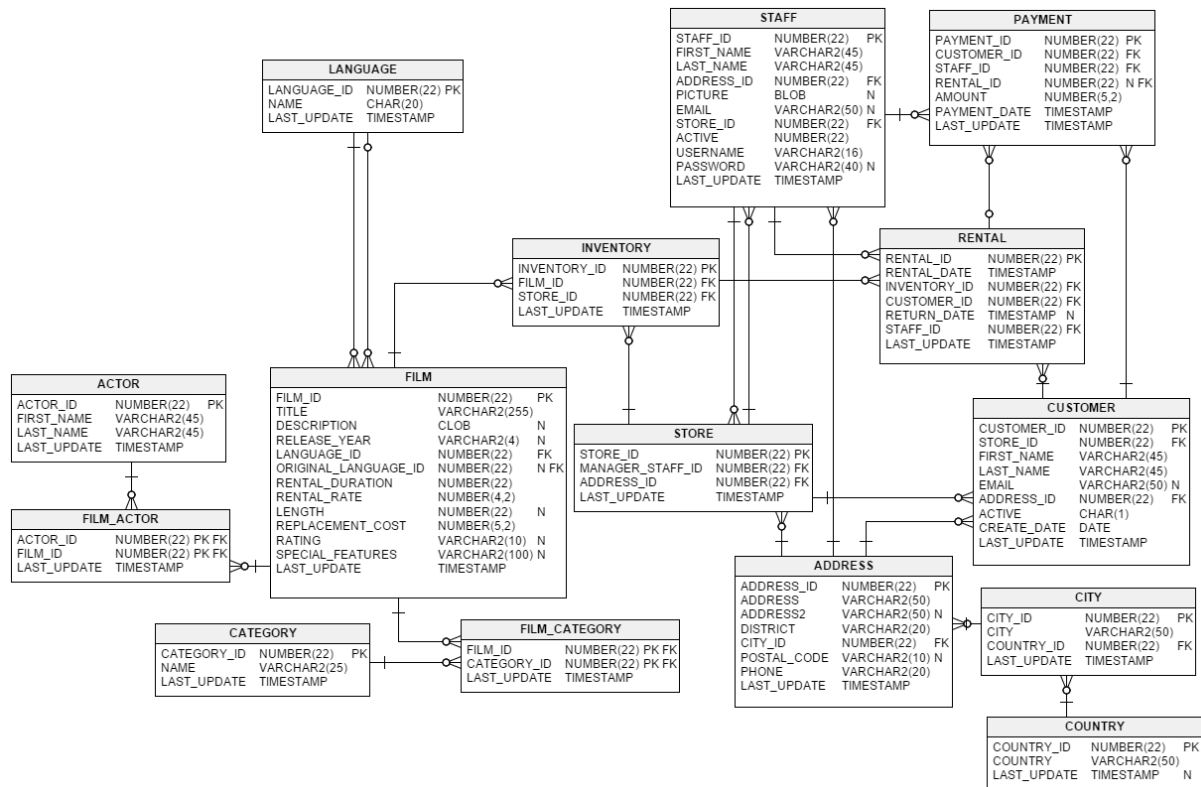 STAFF
STAFF_ID NUMBER(22) PK
FIRST_NAME VARCHAR2(45)
LAST_NAME VARCHAR2(45)
ADDRESS_ID NUMBER(22) FK
PICTURE BLOB N
EMAIL VARCHAR2(50) N
STORE_ID NUMBER(22) FK
ACTIVE NUMBER(22)
USERNAME VARCHAR2(16)
PASSWORD VARCHAR2(40) N
LAST_UPDATE TIMESTAMP
PAYMENT
PAYMENT_ID NUMBER(22) PK
CUSTOMER_ID NUMBER(22) FK
STAFF_ID NUMBER(22) FK
RENTAL_ID NUMBER(22) N FK
AMOUNT NUMBER(5,2)
PAYMENT_DATE TIMESTAMP
LAST_UPDATE TIMESTAMP
LANGUAGE
LANGUAGE_ID NUMBER(22) PK
NAME CHAR(20)
LAST_UPDATE TIMESTAMP
INVENTORY
INVENTORY_ID NUMBER(22) PK
FILM_ID NUMBER(22) FK
STORE_ID NUMBER(22) FK
LAST_UPDATE TIMESTAMP
RENTAL
RENTAL_ID NUMBER(22) PK
RENTAL_DATE TIMESTAMP
INVENTORY_ID NUMBER(22) FK
CUSTOMER_ID NUMBER(22) FK
RETURN_DATE TIMESTAMP N
STAFF_ID NUMBER(22) FK
LAST_UPDATE TIMESTAMP
ACTOR
ACTOR_ID NUMBER(22) PK
FIRST_NAME VARCHAR2(45)
LAST_NAME VARCHAR2(45)
LAST_UPDATE TIMESTAMP
FILM
FILM_ID NUMBER(22) PK
TITLE VARCHAR2(255)
DESCRIPTION CLOB N
RELEASE_YEAR VARCHAR2(4) N
LANGUAGE_ID NUMBER(22) FK
ORIGINAL_LANGUAGE_ID NUMBER(22) N FK
RENTAL_DURATION NUMBER(22)
RENTAL_RATE NUMBER(4,2)
LENGTH NUMBER(22) N
REPLACEMENT_COST NUMBER(5,2)
RATING VARCHAR2(10) N
SPECIAL_FEATURES VARCHAR2(100) N
LAST_UPDATE TIMESTAMP
STORE
STORE_ID NUMBER(22) PK
MANAGER_STAFF_ID NUMBER(22) FK
ADDRESS_ID NUMBER(22) FK
LAST_UPDATE TIMESTAMP
CUSTOMER
CUSTOMER_ID NUMBER(22) PK
STORE_ID NUMBER(22) FK
FIRST_NAME VARCHAR2(45)
LAST_NAME VARCHAR2(45)
EMAIL VARCHAR2(50) N
ADDRESS_ID NUMBER(22) FK
ACTIVE CHAR(1)
CREATE_DATE DATE
LAST_UPDATE TIMESTAMP
FILM_ACTOR
ACTOR_ID NUMBER(22) PK FK
FILM_ID NUMBER(22) PK FK
LAST_UPDATE TIMESTAMP
CATEGORY
CATEGORY_ID NUMBER(22) PK
NAME VARCHAR2(25)
LAST_UPDATE TIMESTAMP
FILM_CATEGORY
FILM_ID NUMBER(22) PK FK
CATEGORY_ID NUMBER(22) PK FK
LAST_UPDATE TIMESTAMP
ADDRESS
ADDRESS_ID NUMBER(22) PK
ADDRESS VARCHAR2(50)
ADDRESS2 VARCHAR2(50) N
DISTRICT VARCHAR2(20)
CITY_ID NUMBER(22) FK
POSTAL_CODE VARCHAR2(10) N
PHONE VARCHAR2(20)
LAST_UPDATE TIMESTAMP
CITY
CITY_ID NUMBER(22) PK
CITY VARCHAR2(50)
COUNTRY_ID NUMBER(22) FK
LAST_UPDATE TIMESTAMP
COUNTRY
COUNTRY_ID NUMBER(22) PK
COUNTRY VARCHAR2(50)
LAST_UPDATE TIMESTAMP N